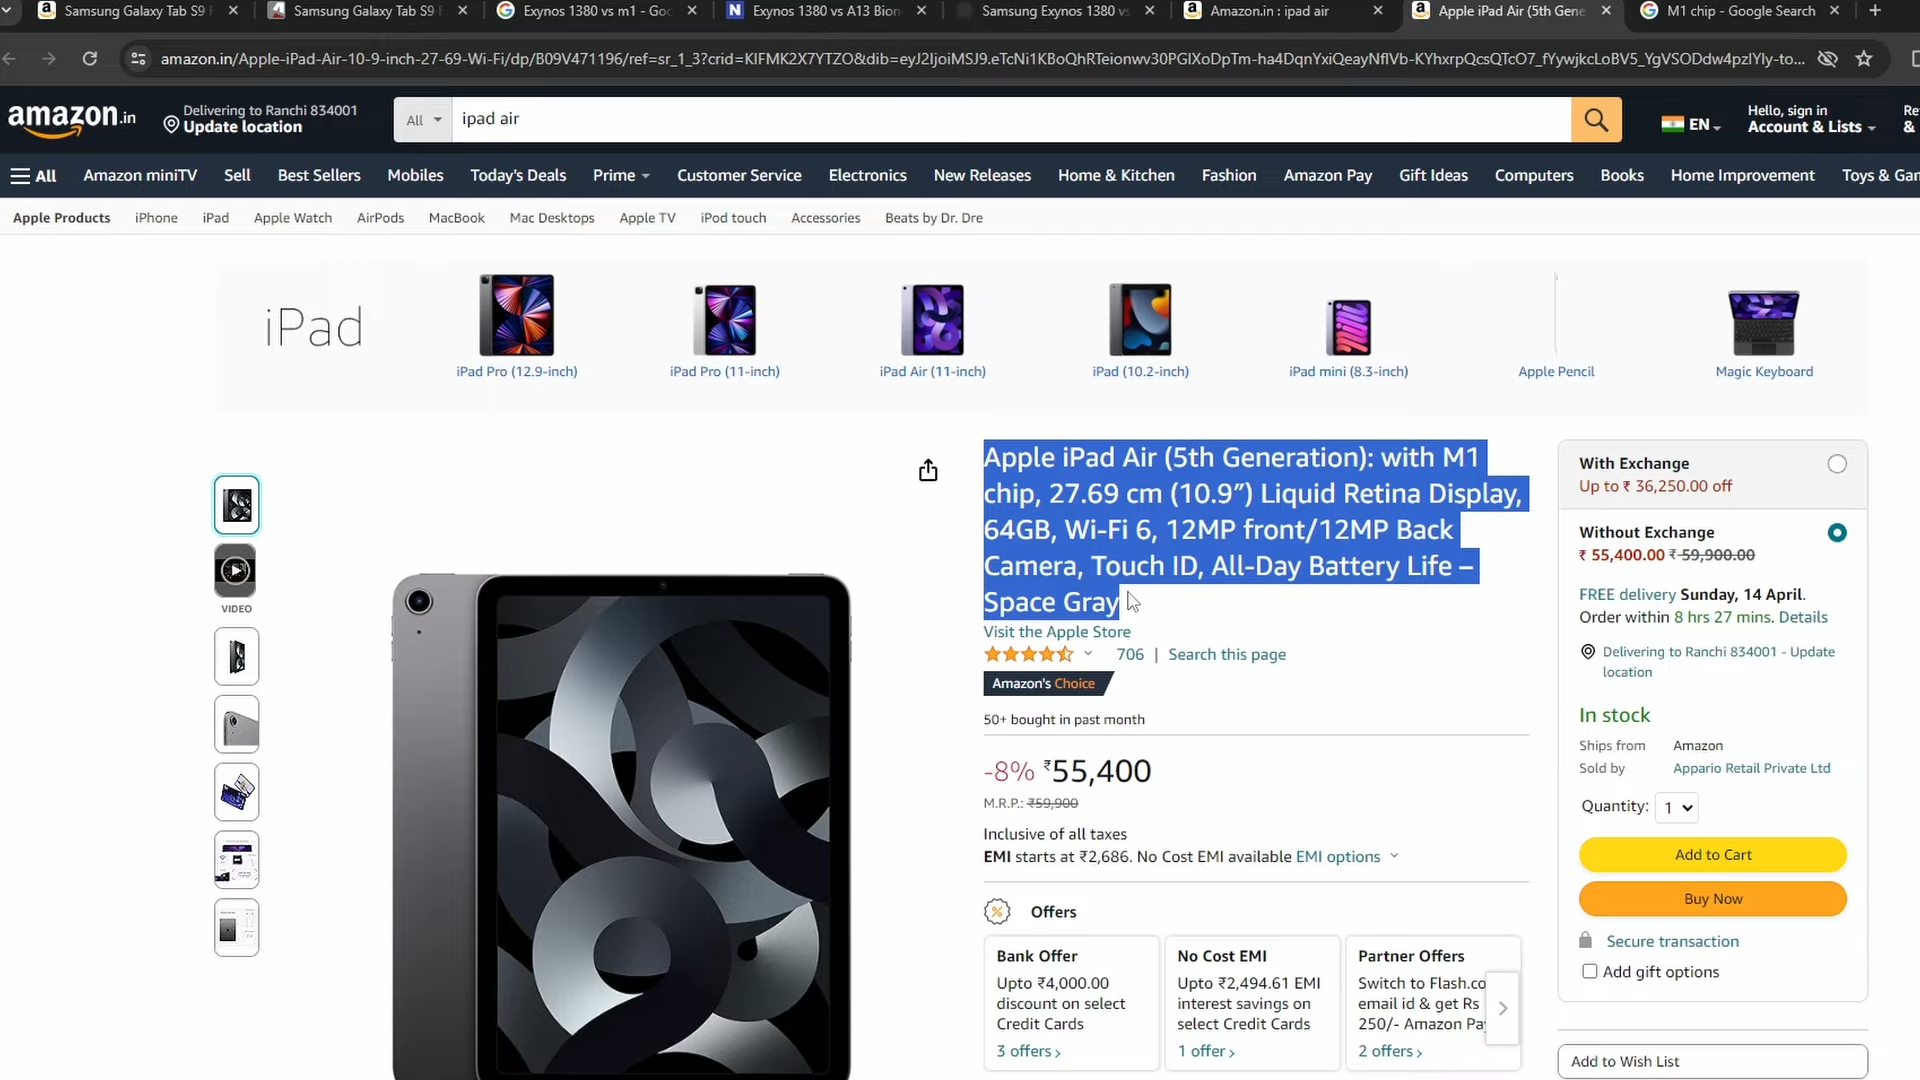 Samsung Galaxy Tab S9 F
Samsung Galaxy Tab S9 F
Exynos 1380 vs m1 - Goo
Exynos 1380 vs A13 Bion
Samsung Exynos 1380 vs
Amazon.in : ipad air
Apple iPad Air (5th Gene
M1 chip - Google Search
amazon.in/Apple-iPad-Air-10-9-inch-27-69-Wi-Fi/dp/B09V471196/ref=sr_1_3?
amazon.in
Delivering to Ranchi 834001
Update location
All
ipad air
EN
Hello, sign in
Account & Lists
Re
&
All
Amazon miniTV
Sell
Best Sellers
Mobiles
Today's Deals
Prime
Customer Service
Electronics
New Releases
Home & Kitchen
Fashion
Amazon Pay
Gift Ideas
Computers
Books
Home Improvement
Toys & Gam
Apple Products
iPhone
iPad
Apple Watch
AirPods
MacBook
Mac Desktops
Apple TV
iPod touch
Accessories
Beats by Dr. Dre
iPad
iPad Pro (12.9-inch)
iPad Pro (11-inch)
iPad Air (11-inch)
iPad (10.2-inch)
iPad mini (8.3-inch)
Apple Pencil
Magic Keyboard
VIDEO
Apple iPad Air (5th Generation): with M1
chip, 27.69 cm (10.9″) Liquid Retina Display,
64GB, Wi-Fi 6, 12MP front/12MP Back
Camera, Touch ID, All-Day Battery Life –
Space Gray
Visit the Apple Store
706 | Search this page
Amazon's Choice
50+ bought in past month
-8% ₹55,400
M.R.P.: ₹59,900
Inclusive of all taxes
EMI starts at ₹2,686. No Cost EMI available EMI options
Offers
Bank Offer
Upto ₹4,000.00
discount on select
Credit Cards
3 offers ›
No Cost EMI
Upto ₹2,494.61 EMI
interest savings on
select Credit Cards
1 offer ›
Partner Offers
Switch to Flash.co
email id & get Rs
250/- Amazon Pay
2 offers ›
With Exchange
Up to ₹ 36,250.00 off
Without Exchange
₹ 55,400.00 ₹ 59,900.00
FREE delivery Sunday, 14 April.
Order within 8 hrs 27 mins. Details
Delivering to Ranchi 834001 - Update
location
In stock
Ships from Amazon
Sold by Appario Retail Private Ltd
Quantity: 1
Add to Cart
Buy Now
Secure transaction
Add gift options
Add to Wish List